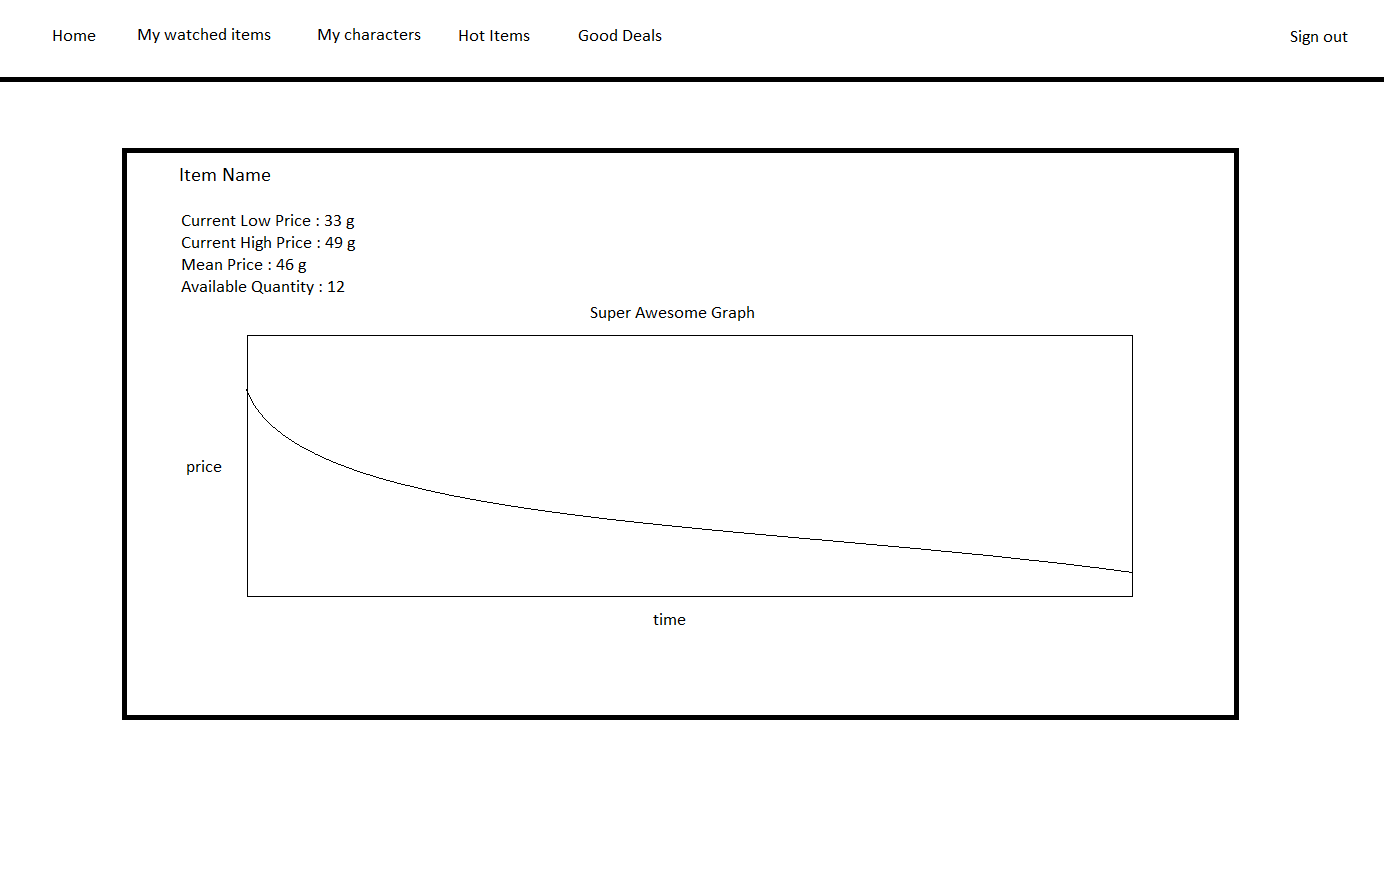 Home My watched items My characters Hot Items Good Deals Sign out
Item Name
Current Low Price : 33 g
Current High Price : 49 g
Mean Price : 46 g
Available Quantity : 12
Super Awesome Graph
price
time